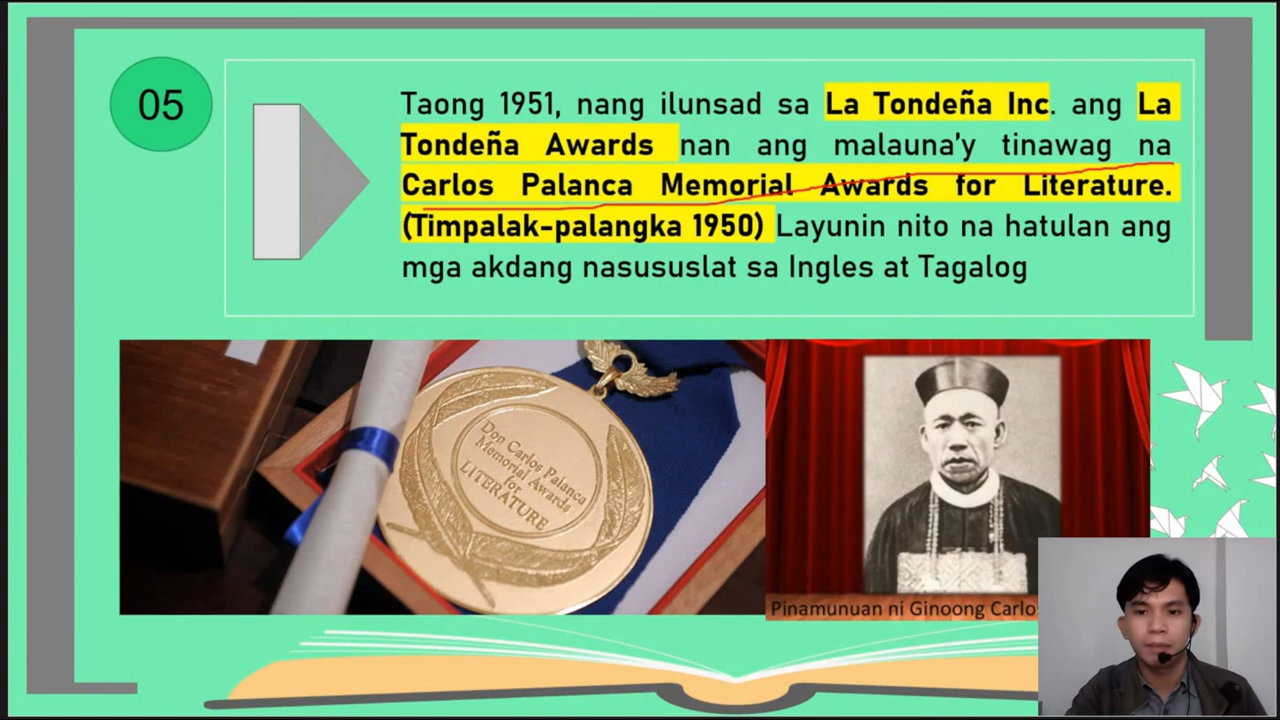 05
Taong 1951, nang ilunsad sa La Tondeña Inc. ang La
Tondeña Awards nan ang malauna'y tinawag na
Carlos Palanca Memorial Awards for Literature.
(Timpalak-palangka 1950) Layunin nito na hatulan ang
mga akdang nasususlat sa Ingles at Tagalog
Don Carlos Palanca
Memorial Awards
for
LITERATURE
Pinamunuan ni Ginoong Carlos